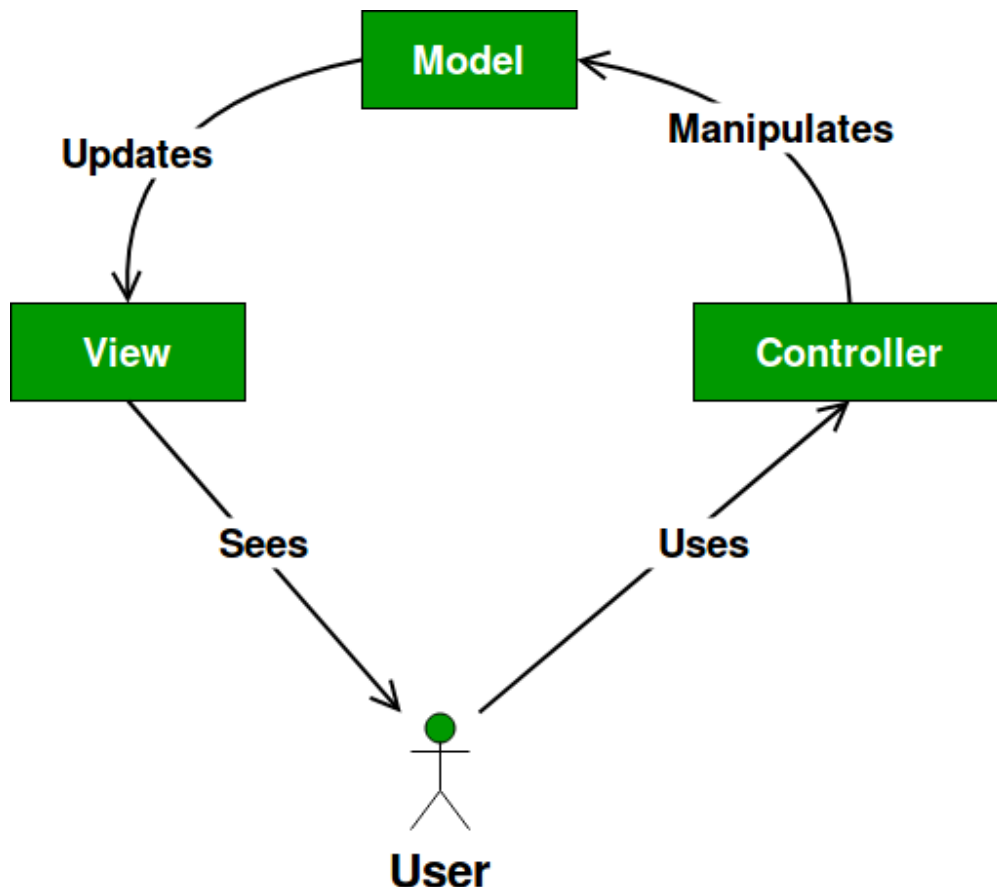 Model
Updates
Manipulates
View
Controller
Sees
Uses
User